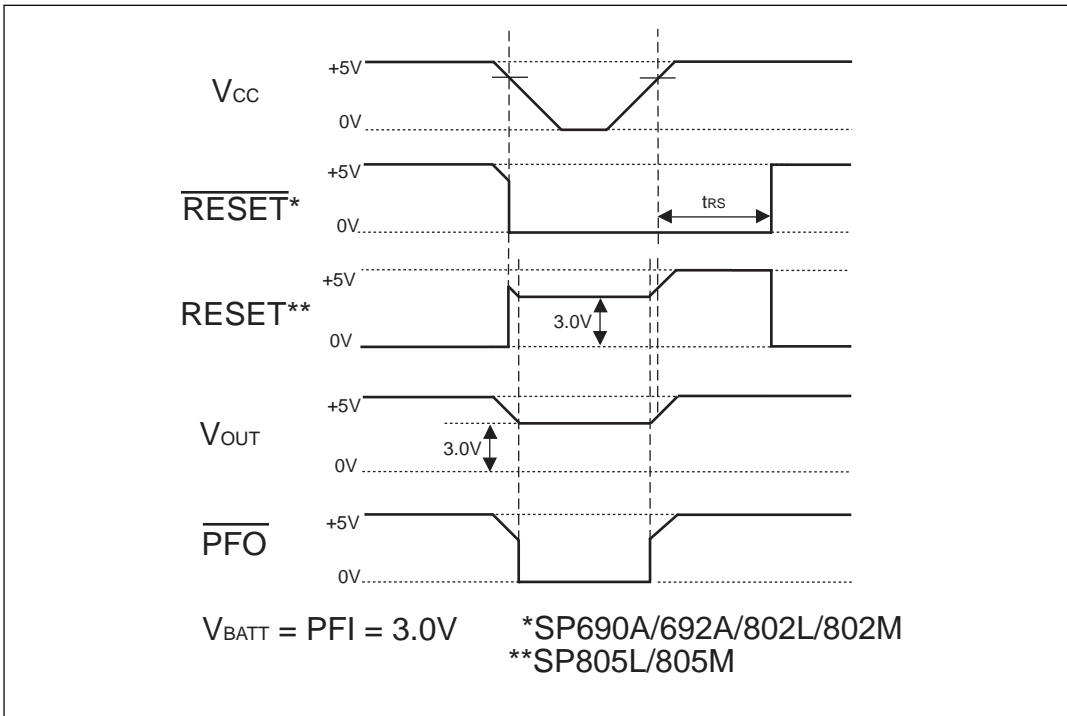 +5V
VCC
0V
+5V
RESET*
tRS
0V
+5V
RESET**
3.0V
0V
+5V
VOUT
3.0V
0V
+5V
PFO
0V
VBATT = PFI = 3.0V *SP690A/692A/802L/802M
**SP805L/805M